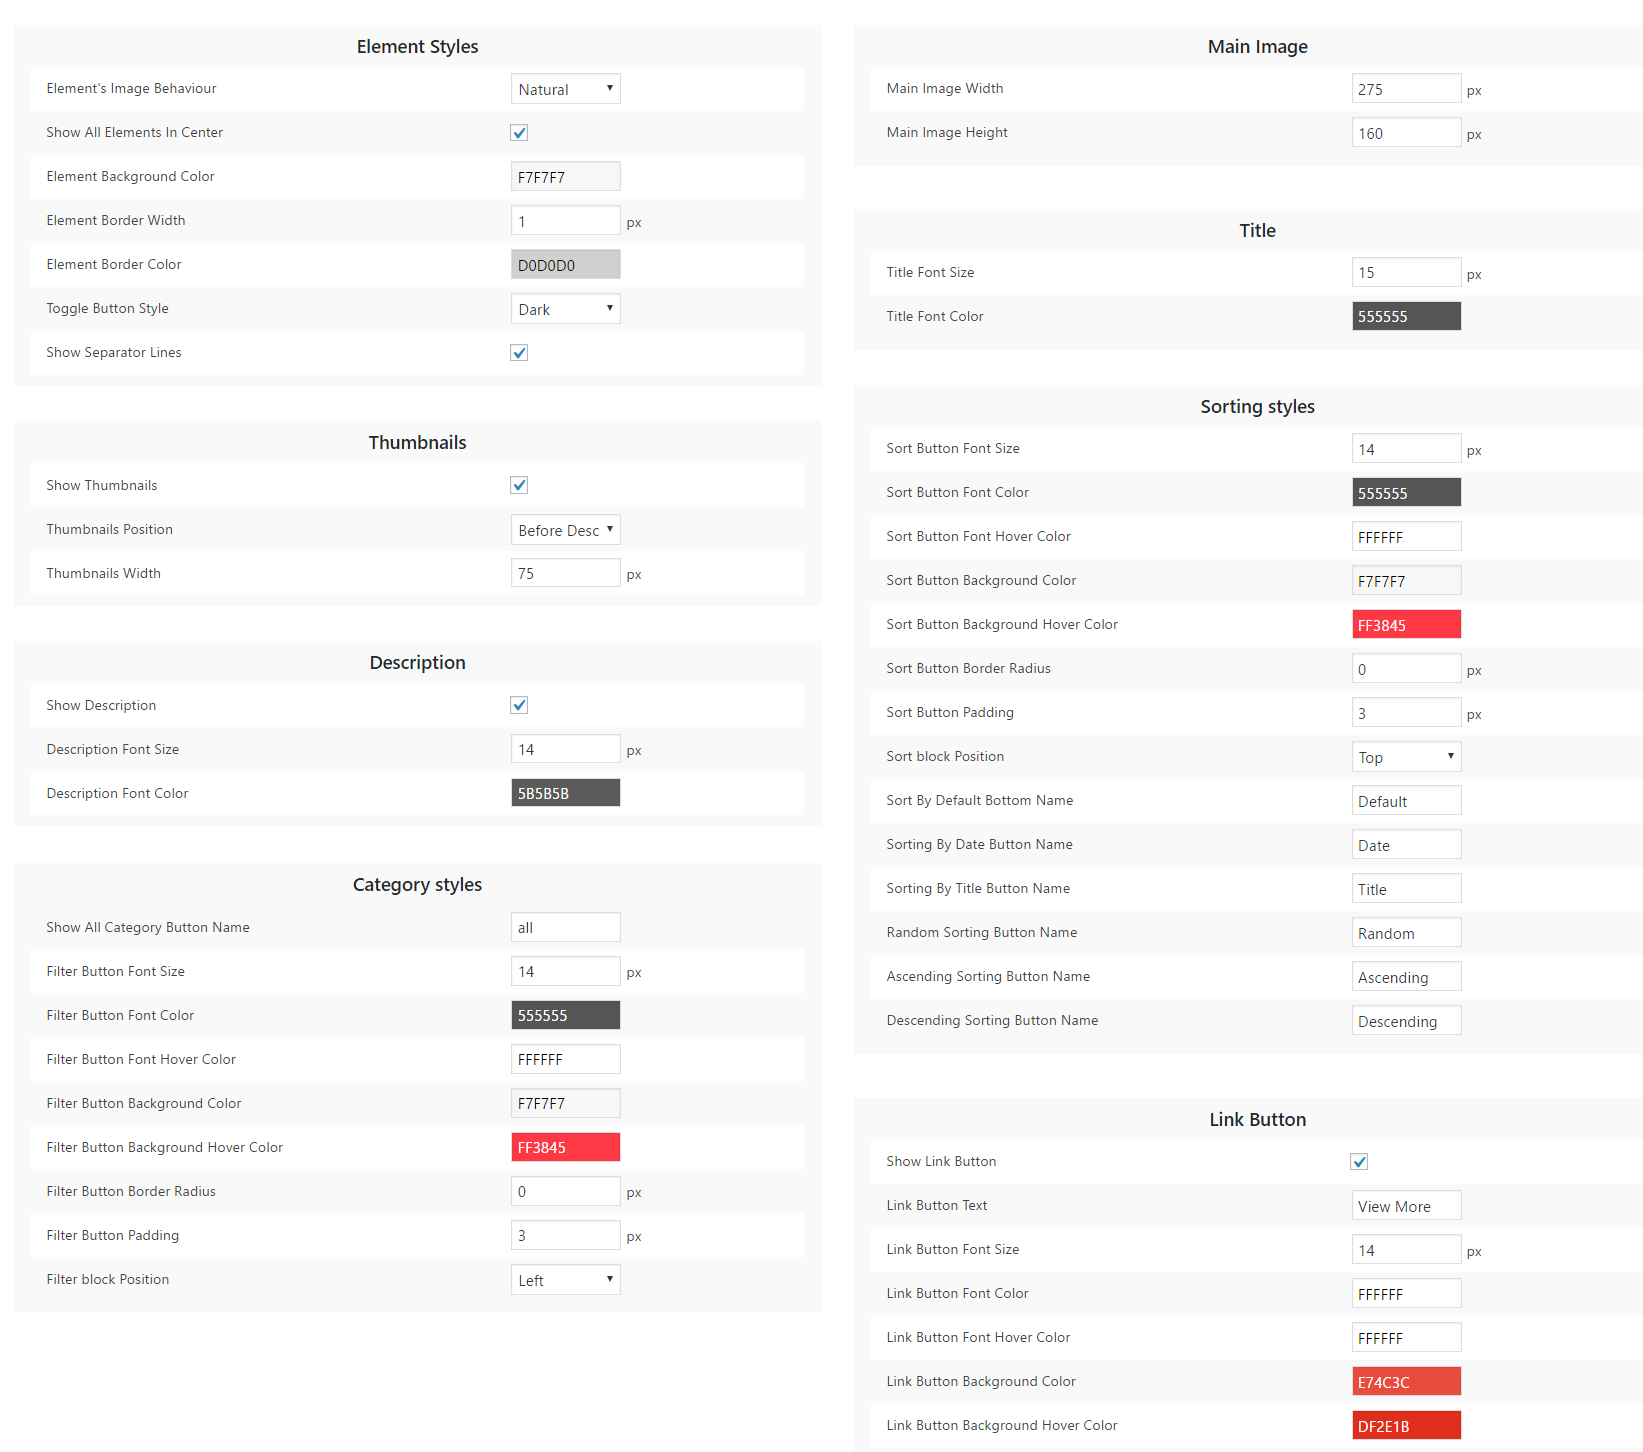 Element Styles
Element's Image Behaviour Natural
Show All Elements In Center
Element Background Color F7F7F7
Element Border Width 1 px
Element Border Color D0D0D0
Toggle Button Style Dark
Show Separator Lines
Thumbnails
Show Thumbnails
Thumbnails Position Before Desc
Thumbnails Width 75 px
Description
Show Description
Description Font Size 14 px
Description Font Color 5B5B5B
Category styles
Show All Category Button Name all
Filter Button Font Size 14 px
Filter Button Font Color 555555
Filter Button Font Hover Color FFFFFF
Filter Button Background Color F7F7F7
Filter Button Background Hover Color FF3845
Filter Button Border Radius 0 px
Filter Button Padding 3 px
Filter block Position Left
Main Image
Main Image Width 275 px
Main Image Height 160 px
Title
Title Font Size 15 px
Title Font Color 555555
Sorting styles
Sort Button Font Size 14 px
Sort Button Font Color 555555
Sort Button Font Hover Color FFFFFF
Sort Button Background Color F7F7F7
Sort Button Background Hover Color FF3845
Sort Button Border Radius 0 px
Sort Button Padding 3 px
Sort block Position Top
Sort By Default Bottom Name Default
Sorting By Date Button Name Date
Sorting By Title Button Name Title
Random Sorting Button Name Random
Ascending Sorting Button Name Ascending
Descending Sorting Button Name Descending
Link Button
Show Link Button
Link Button Text View More
Link Button Font Size 14 px
Link Button Font Color FFFFFF
Link Button Font Hover Color FFFFFF
Link Button Background Color E74C3C
Link Button Background Hover Color DF2E1B